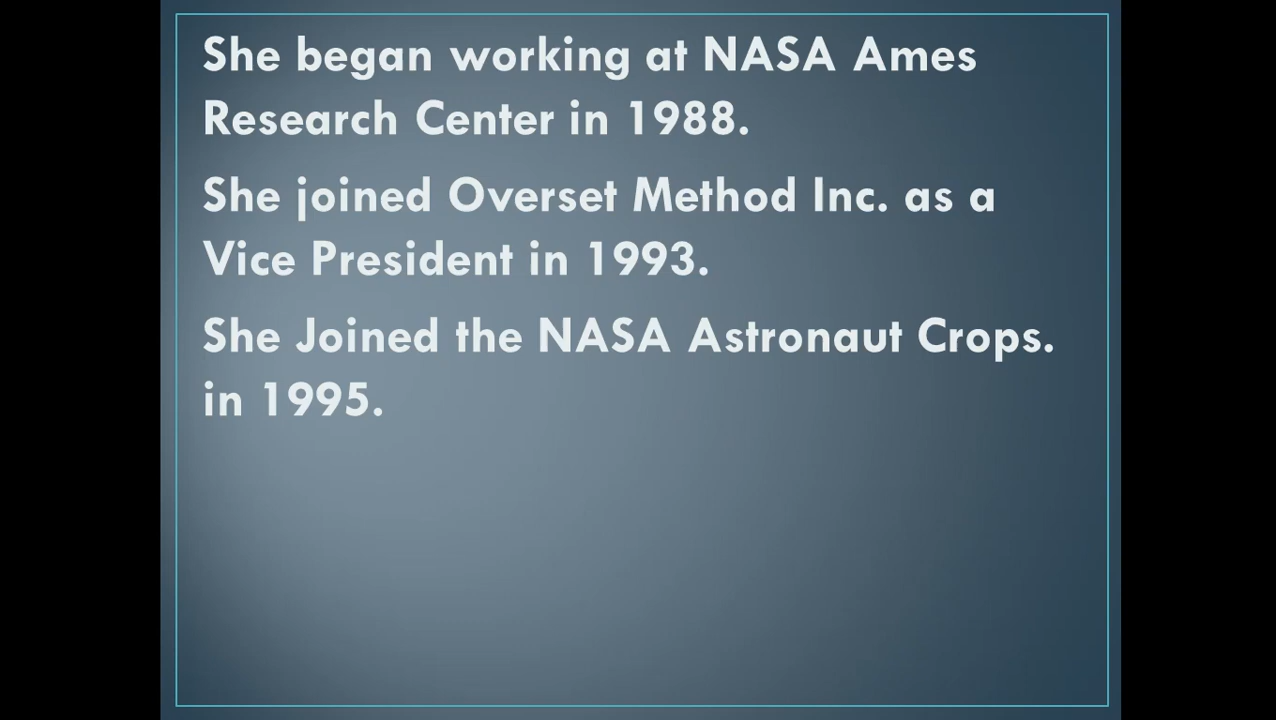 She began working at NASA Ames
Research Center in 1988.
She joined Overset Method Inc. as a
Vice President in 1993.
She Joined the NASA Astronaut Crops.
in 1995.